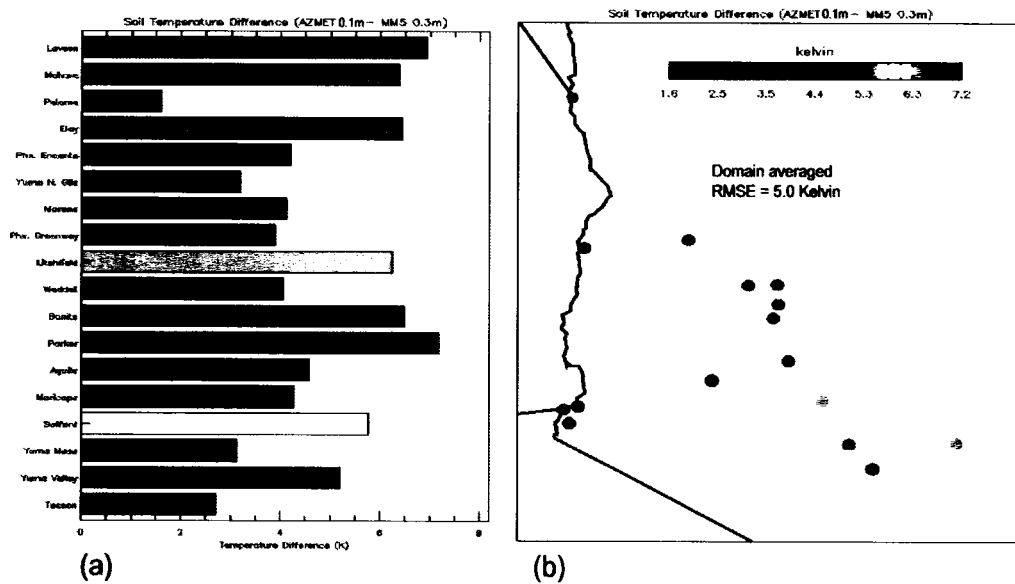 Soil Temperature Difference (AZMET 0.1m - MM5 0.3m)
Laveen
Mohave
Paloma
Eloy
Phx. Encanto
Yuma N. Gila
Marana
Phx. Greenway
Litchfield
Waddell
Bonita
Parker
Aguila
Maricopa
Safford
Yuma Mesa
Yuma Valley
Tucson
0 2 4 6 8
Temperature Difference (K)
(a)
Soil Temperature Difference (AZMET 0.1m - MM5 0.3m)
kelvin
1.6 2.5 3.5 4.4 5.3 6.3 7.2
Domain averaged
RMSE = 5.0 Kelvin
(b)